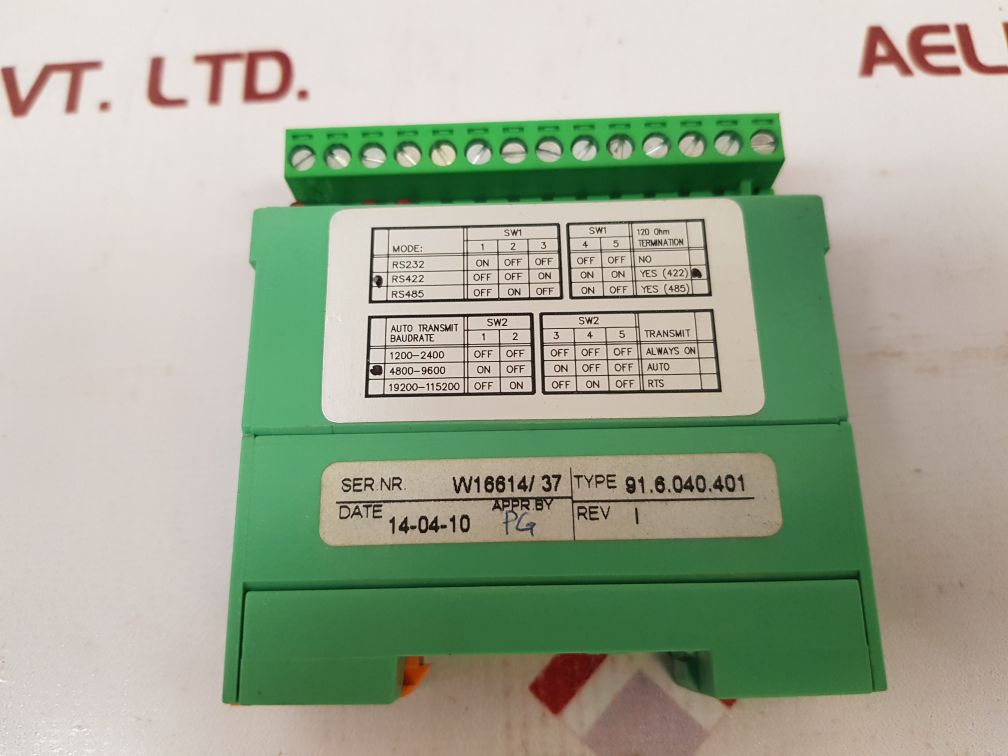 VT. LTD.
AELI
SW1
MODE: 1 2 3
RS232 ON OFF OFF
RS422 OFF OFF ON
RS485 OFF ON OFF
SW1 120 Ohm
4 5 TERMINATION
OFF OFF NO
ON ON YES (422)
ON OFF YES (485)
AUTO TRANSMIT SW2
BAUDRATE 1 2
1200-2400 OFF OFF
4800-9600 ON OFF
19200-115200 OFF ON
SW2
3 4 5 TRANSMIT
OFF OFF OFF ALWAYS ON
ON OFF OFF AUTO
OFF ON OFF RTS
SER.NR. W16614/ 37 TYPE 91.6.040.401
DATE 14-04-10 APPR.BY PG REV I